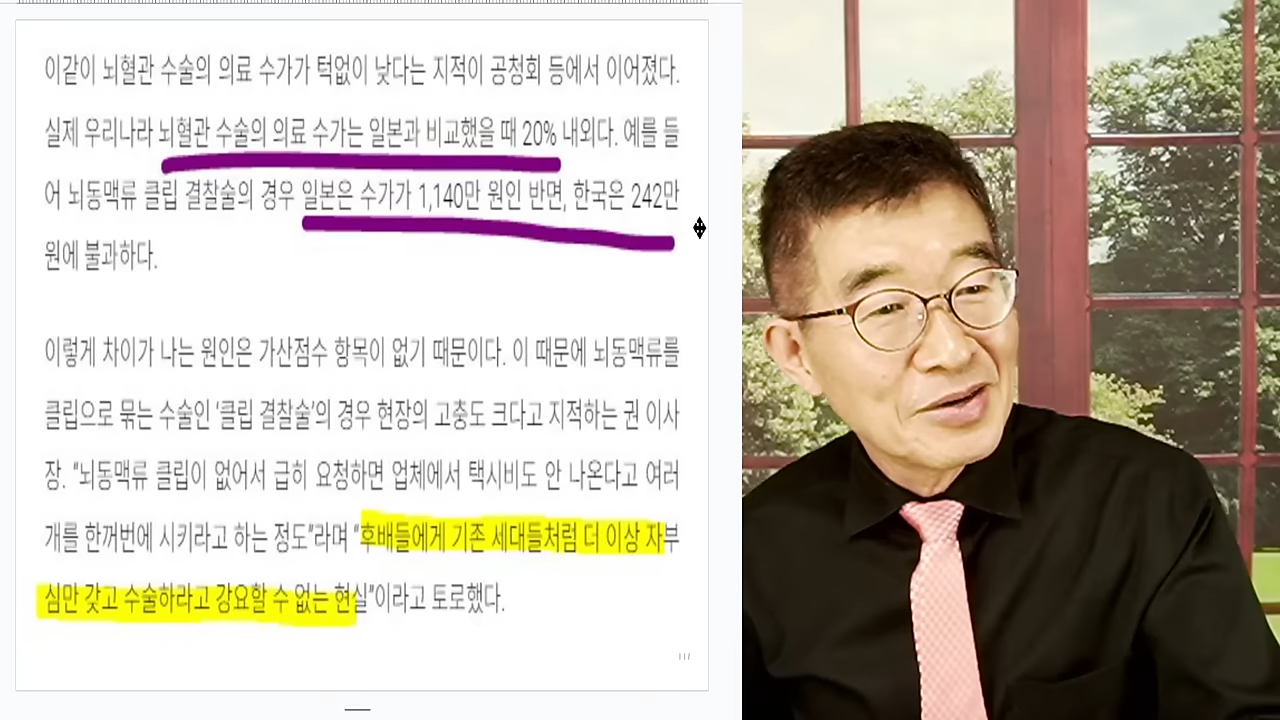 이같이 뇌혈관 수술의 의료 수가가 턱없이 낮다는 지적이 공청회 등에서 이어졌다.
실제 우리나라 뇌혈관 수술의 의료 수가는 일본과 비교했을 때 20% 내외다. 예를 들
어 뇌동맥류 클립 결찰술의 경우 일본은 수가가 1,140만 원인 반면, 한국은 242만
원에 불과하다.
이렇게 차이가 나는 원인은 가산점수 항목이 없기 때문이다. 이 때문에 뇌동맥류를
클립으로 묶는 수술인 ‘클립 결찰술’의 경우 현장의 고충도 크다고 지적하는 권 이사
장. “뇌동맥류 클립이 없어서 급히 요청하면 업체에서 택시비도 안 나온다고 여러
개를 한꺼번에 시키라고 하는 정도”라며 “후배들에게 기존 세대들처럼 더 이상 자부
심만 갖고 수술하라고 강요할 수 없는 현실”이라고 토로했다.